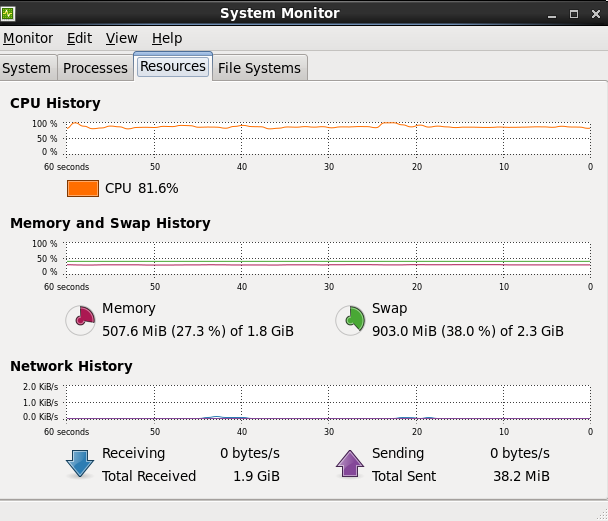 System Monitor
Monitor Edit View Help
System Processes Resources File Systems
CPU History
100 %
50 %
0 %
60 seconds 50 40 30 20 10 0
CPU 81.6%
Memory and Swap History
100 %
50 %
0 %
60 seconds 50 40 30 20 10 0
Memory Swap
507.6 MiB (27.3 %) of 1.8 GiB 903.0 MiB (38.0 %) of 2.3 GiB
Network History
2.0 KiB/s
1.0 KiB/s
0.0 KiB/s
60 seconds 50 40 30 20 10 0
Receiving 0 bytes/s Sending 0 bytes/s
Total Received 1.9 GiB Total Sent 38.2 MiB